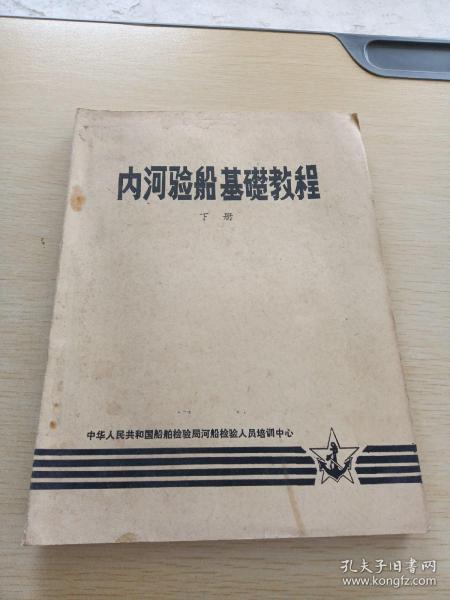 内河验船基礎教程
下册
中华人民共和国船舶检验局河船检验人员培训中心
孔夫子旧书网
www.kongfz.com